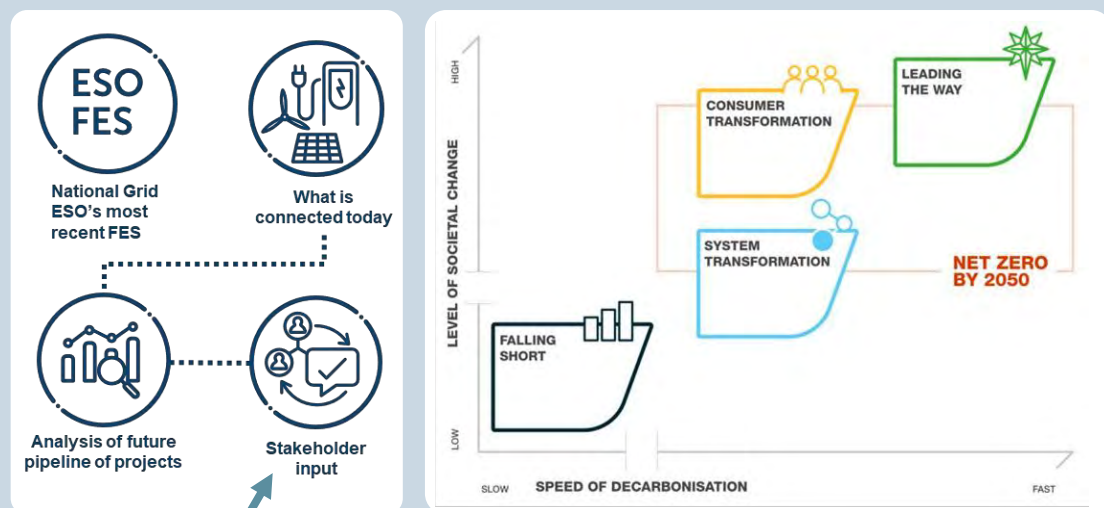 ESO
FES
National Grid
ESO's most
recent FES
What is
connected today
Analysis of future
pipeline of projects
Stakeholder
input
LEVEL OF SOCIETAL CHANGE
HIGH
LOW
CONSUMER
TRANSFORMATION
LEADING
THE WAY
SYSTEM
TRANSFORMATION
NET ZERO
BY 2050
FALLING
SHORT
SLOW
SPEED OF DECARBONISATION
FAST